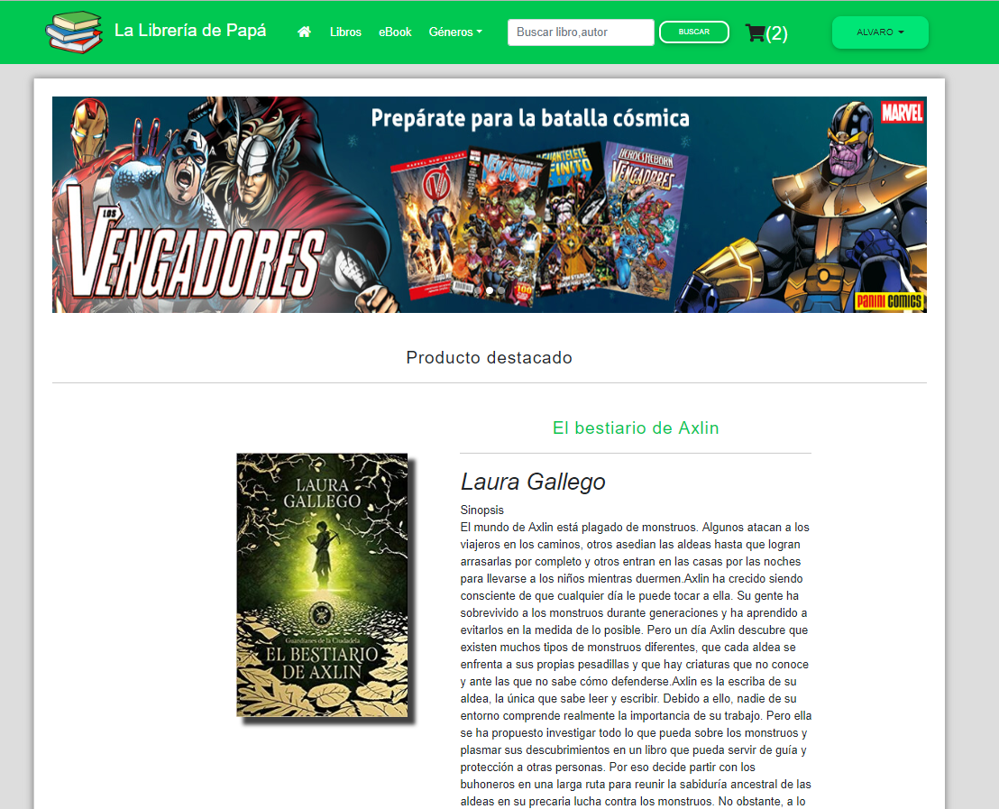 La Librería de Papá
Libros
eBook
Géneros
Buscar libro,autor
BUSCAR
(2)
ALVARO
Prepárate para la batalla cósmica
MARVEL
LOS
VENGADORES
MARVEL NOW! DELUXE
VENGADORES
GUANTELETE
INFINITO
HEROES REBORN
VENGADORES
100
PANINI COMICS
Producto destacado
El bestiario de Axlin
LAURA
GALLEGO
Guardianes de la Ciudadela
EL BESTIARIO
DE AXLIN
Laura Gallego
Sinopsis
El mundo de Axlin está plagado de monstruos. Algunos atacan a los
viajeros en los caminos, otros asedian las aldeas hasta que logran
arrasarlas por completo y otros entran en las casas por las noches
para llevarse a los niños mientras duermen.Axlin ha crecido siendo
consciente de que cualquier día le puede tocar a ella. Su gente ha
sobrevivido a los monstruos durante generaciones y ha aprendido a
evitarlos en la medida de lo posible. Pero un día Axlin descubre que
existen muchos tipos de monstruos diferentes, que cada aldea se
enfrenta a sus propias pesadillas y que hay criaturas que no conoce
y ante las que no sabe cómo defenderse.Axlin es la escriba de su
aldea, la única que sabe leer y escribir. Debido a ello, nadie de su
entorno comprende realmente la importancia de su trabajo. Pero ella
se ha propuesto investigar todo lo que pueda sobre los monstruos y
plasmar sus descubrimientos en un libro que pueda servir de guía y
protección a otras personas. Por eso decide partir con los
buhoneros en una larga ruta para reunir la sabiduría ancestral de las
aldeas en su precaria lucha contra los monstruos. No obstante, a lo